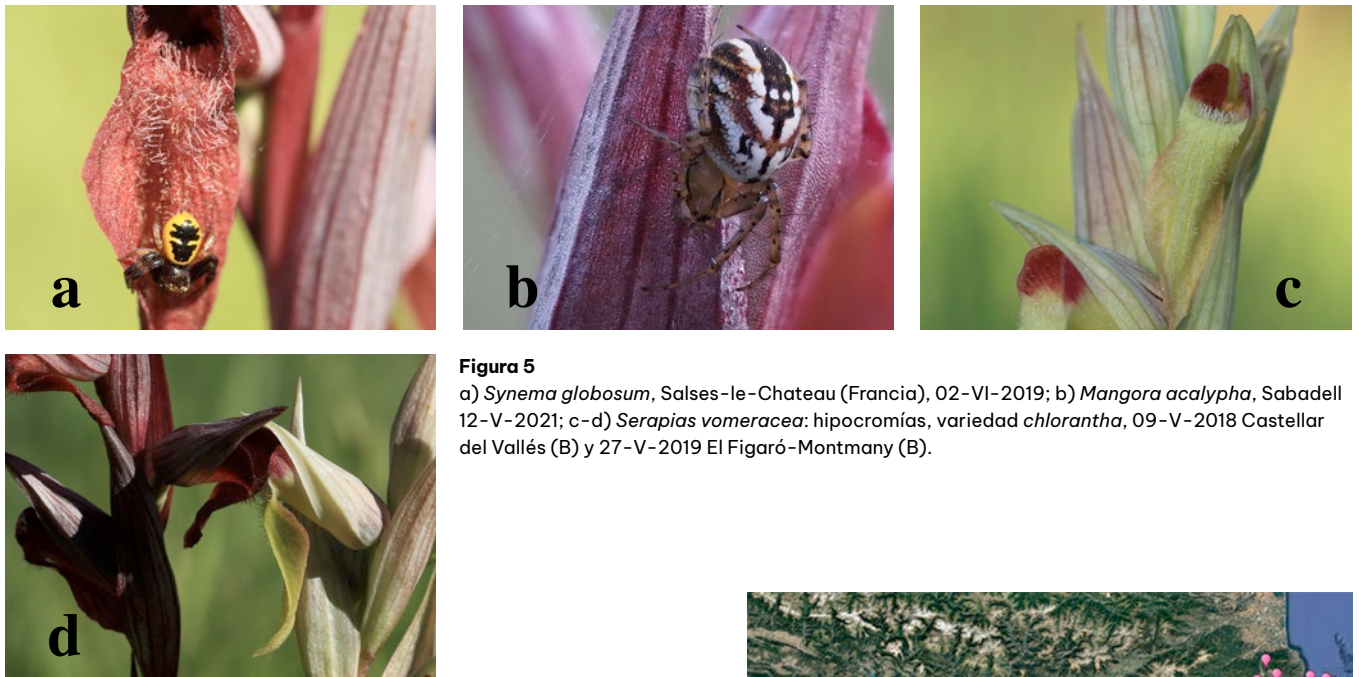 a
b
c
d
Figura 5
a) Synema globosum, Salses-le-Chateau (Francia), 02-VI-2019; b) Mangora acalypha, Sabadell
12-V-2021; c-d) Serapias vomeracea: hipocromías, variedad chlorantha, 09-V-2018 Castellar
del Vallés (B) y 27-V-2019 El Figaró-Montmany (B).